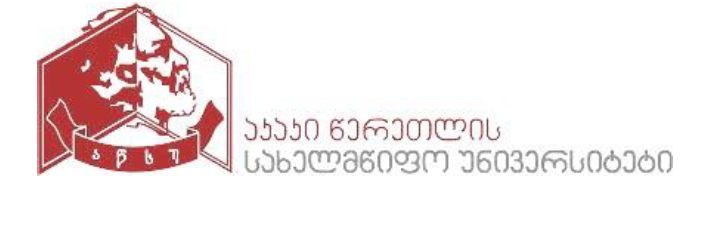 აკაკი წერეთლის
სახელმწიფო უნივერსიტეტი
ა წ ს უ